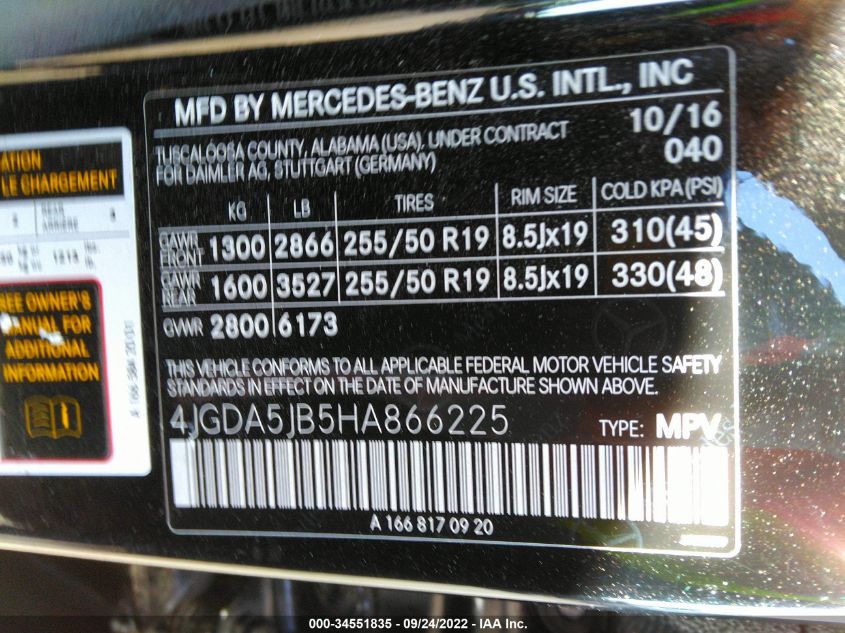 MFD BY MERCEDES-BENZ U.S. INTL., INC
TUSCALOOSA COUNTY, ALABAMA (USA), UNDER CONTRACT
FOR DAIMLER AG, STUTTGART (GERMANY)
10/16
040
KG LB TIRES RIM SIZE COLD KPA (PSI)
GAWR FRONT 1300 2866 255/50 R19 8.5Jx19 310(45)
GAWR REAR 1600 3527 255/50 R19 8.5Jx19 330(48)
GVWR 2800 6173
THIS VEHICLE CONFORMS TO ALL APPLICABLE FEDERAL MOTOR VEHICLE SAFETY
STANDARDS IN EFFECT ON THE DATE OF MANUFACTURE SHOWN ABOVE.
4JGDA5JB5HA866225 TYPE: MPV
A 166 817 09 20
ATION
LE CHARGEMENT
REAR
ARRIERE
EE OWNER'S
MANUAL FOR
ADDITIONAL
INFORMATION
000-34551835 - 09/24/2022 - IAA Inc.